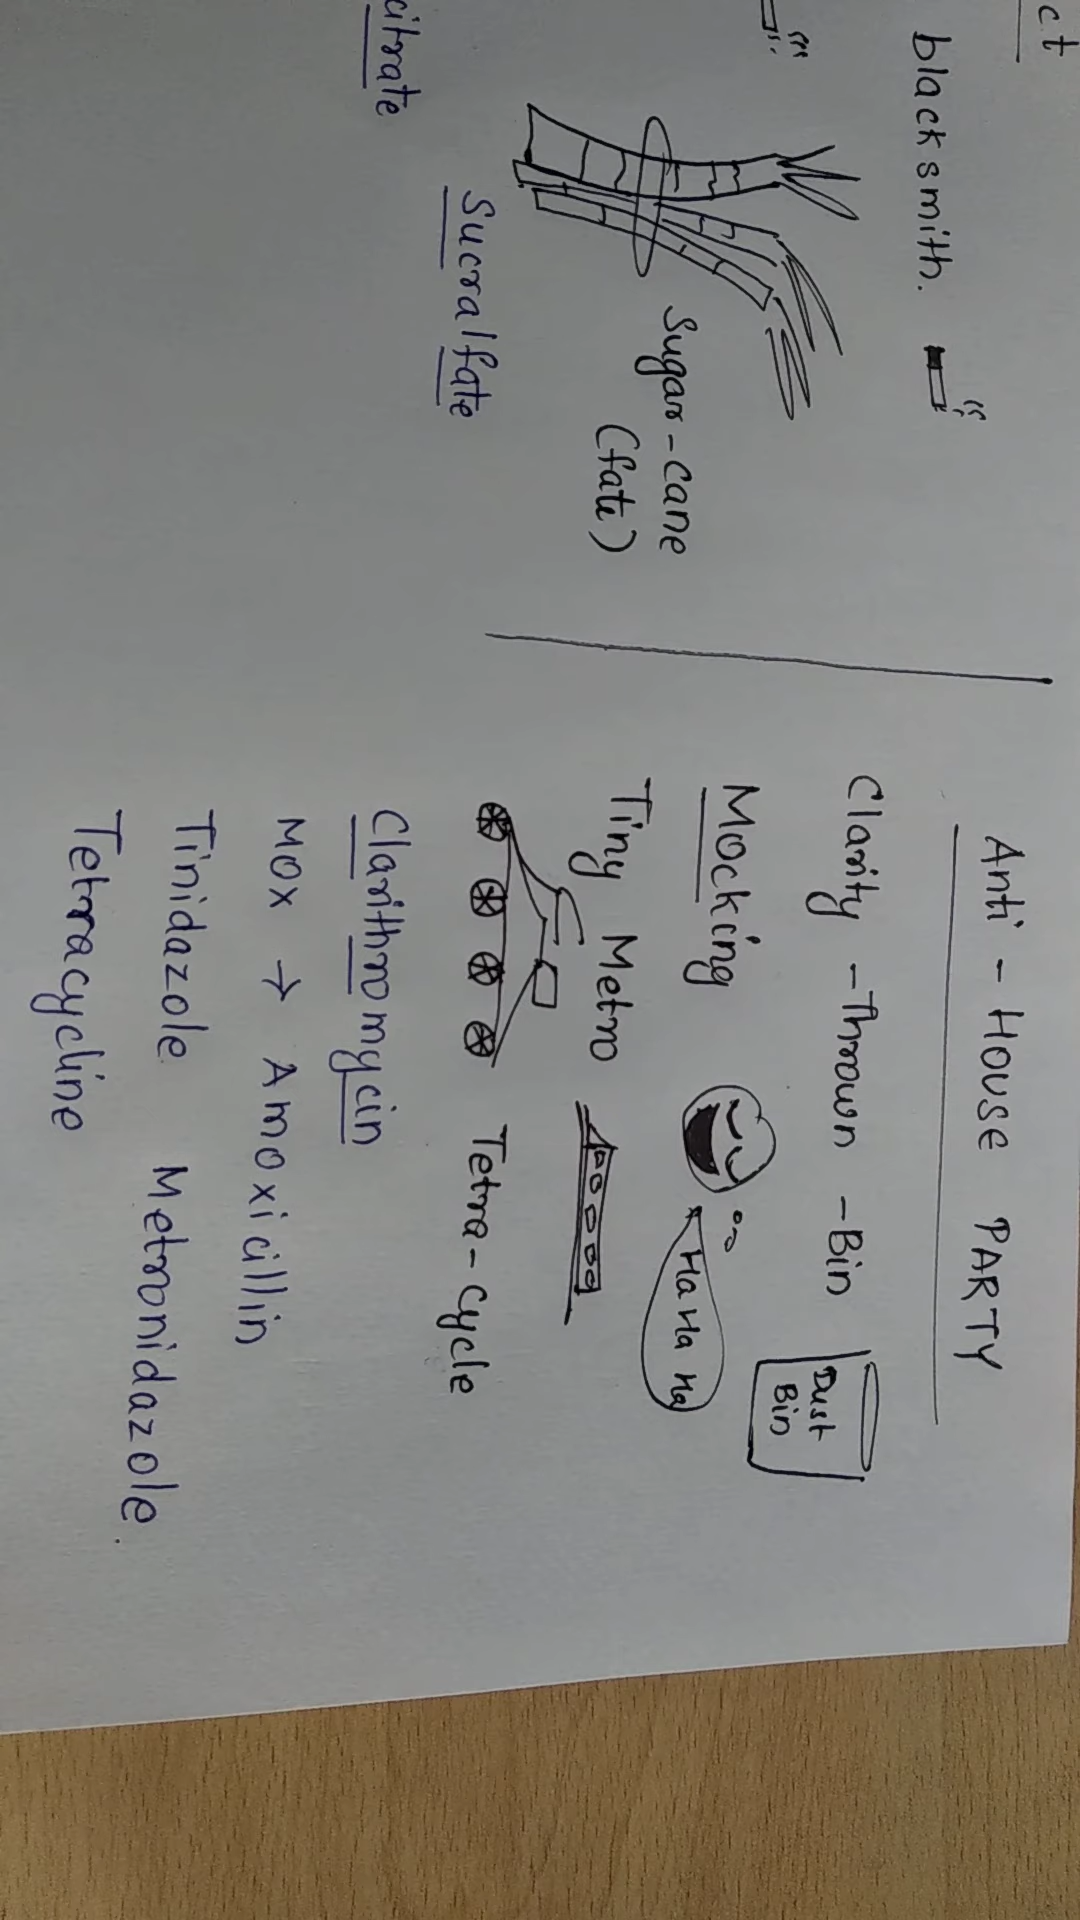 ct
blacksmith.
Sugar-cane
(fate)
Sucralfate
citrate
Anti-House PARTY
Clarity -Thrown -Bin
Dust
Bin
Mocking
Ha Ha Ha
Tiny Metro
Tetra-cycle
Clarithromycin
Mox → Amoxicillin
Tinidazole Metronidazole.
Tetracycline